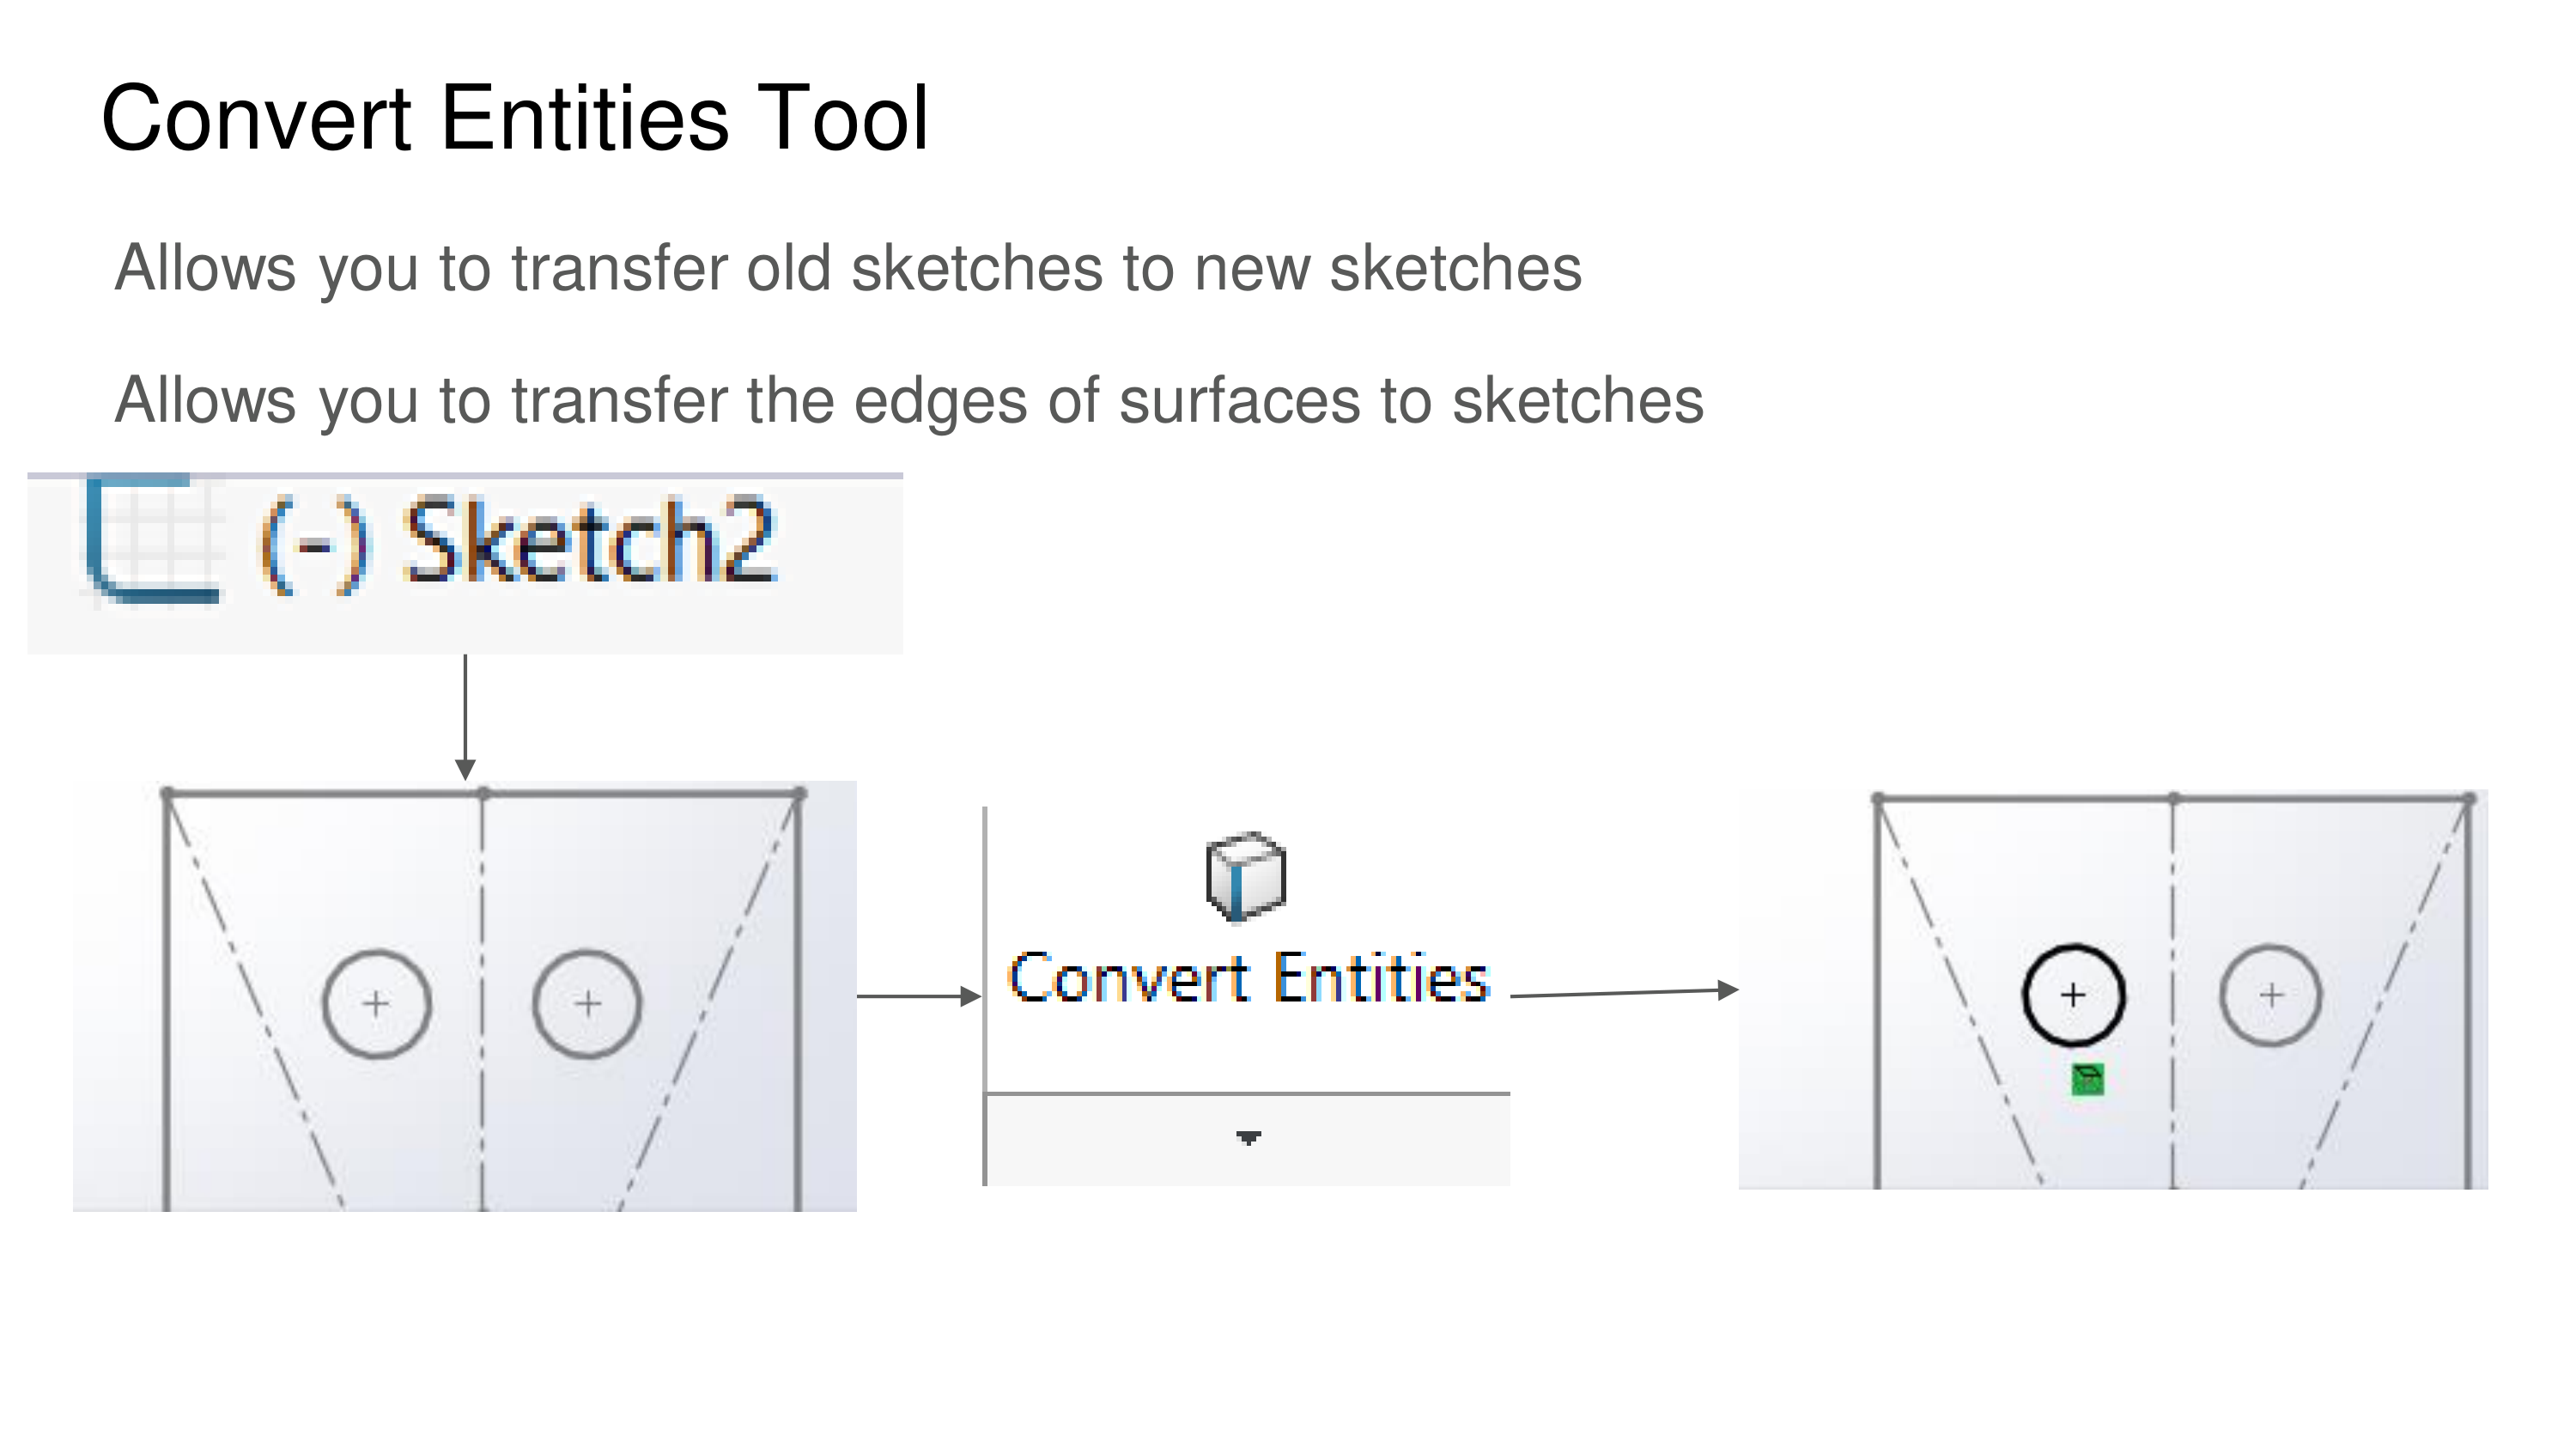 Convert Entities Tool
Allows you to transfer old sketches to new sketches
Allows you to transfer the edges of surfaces to sketches
(-) Sketch2
Convert Entities